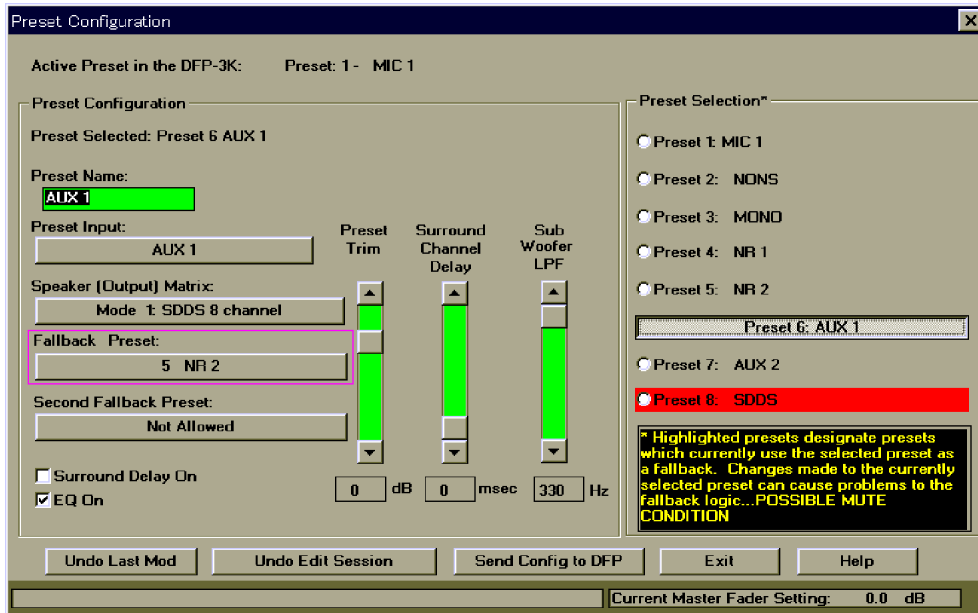 Preset Configuration
Active Preset in the DFP-3K: Preset: 1 - MIC 1
Preset Configuration
Preset Selected: Preset 6 AUX 1
Preset Name:
AUX 1
Preset Input:
AUX 1
Speaker (Output) Matrix:
Mode 1: SDDS 8 channel
Fallback Preset:
5 NR 2
Second Fallback Preset:
Not Allowed
Surround Delay On
EQ On
Preset
Trim
0 dB
Surround
Channel
Delay
0 msec
Sub
Woofer
LPF
330 Hz
Preset Selection*
Preset 1: MIC 1
Preset 2: NONS
Preset 3: MONO
Preset 4: NR 1
Preset 5: NR 2
Preset 6: AUX 1
Preset 7: AUX 2
Preset 8: SDDS
* Highlighted presets designate presets
which currently use the selected preset as
a fallback. Changes made to the currently
selected preset can cause problems to the
fallback logic...POSSIBLE MUTE
CONDITION
Undo Last Mod
Undo Edit Session
Send Config to DFP
Exit
Help
Current Master Fader Setting: 0.0 dB